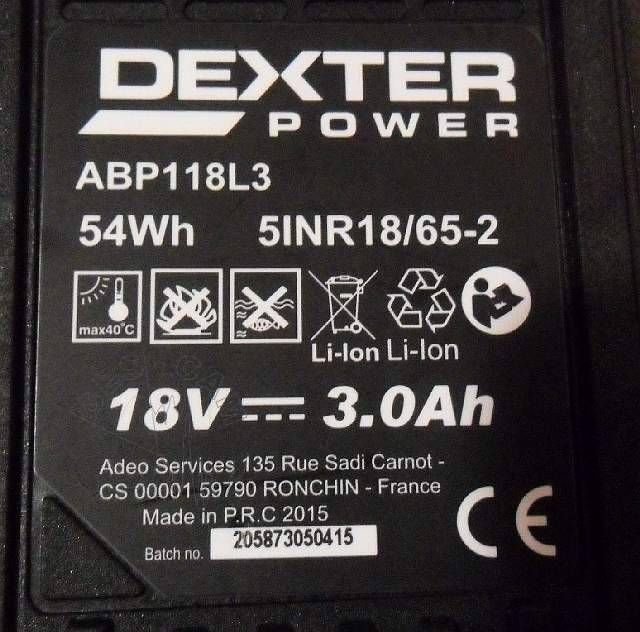 DEXTER
POWER
ABP118L3
54Wh 5INR18/65-2
max40°C
Li-Ion Li-Ion
18V 3.0Ah
Adeo Services 135 Rue Sadi Carnot -
CS 00001 59790 RONCHIN - France
Made in P.R.C 2015
Batch no. 205873050415
CE